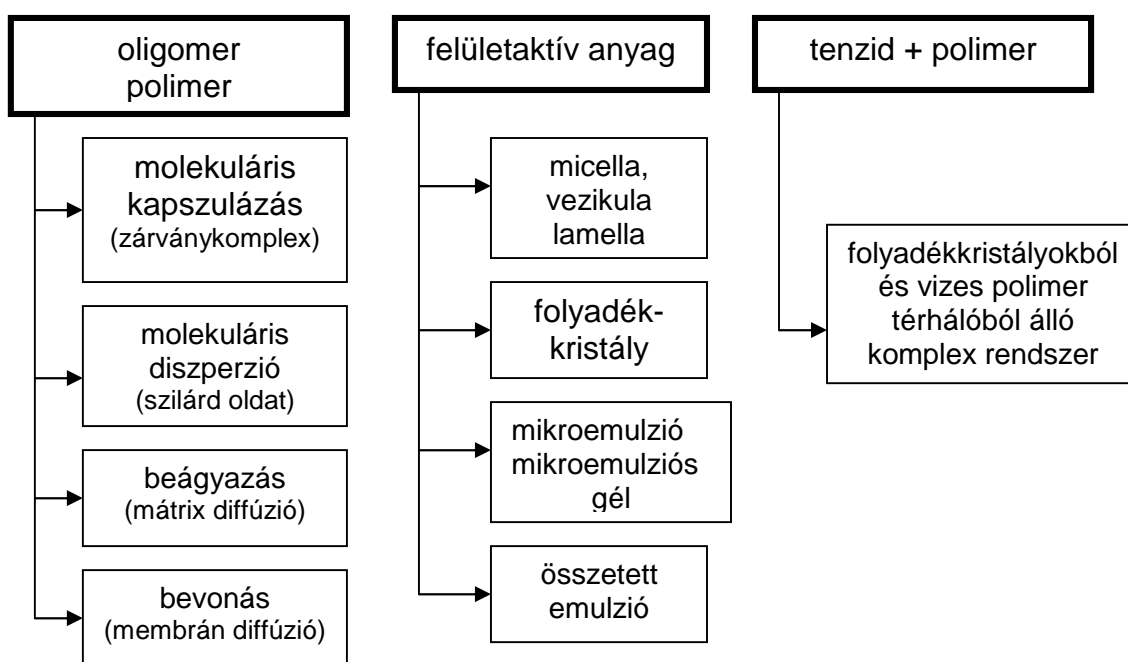 oligomer
polimer
molekuláris
kapszulázás
(zárványkomplex)
molekuláris
diszperzió
(szilárd oldat)
beágyazás
(mátrix diffúzió)
bevonás
(membrán diffúzió)
felületaktív anyag
micella,
vezikula
lamella
folyadék-
kristály
mikroemulzió
mikroemulziós
gél
összetett
emulzió
tenzid + polimer
folyadékkristályokból
és vizes polimer
térhálóból álló
komplex rendszer